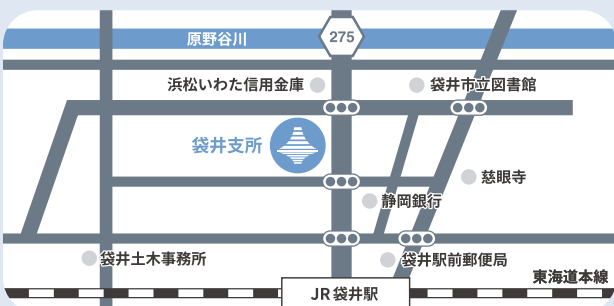 原野谷川
275
浜松いわた信用金庫
袋井市立図書館
袋井支所
慈眼寺
静岡銀行
袋井土木事務所
袋井駅前郵便局
東海道本線
JR袋井駅